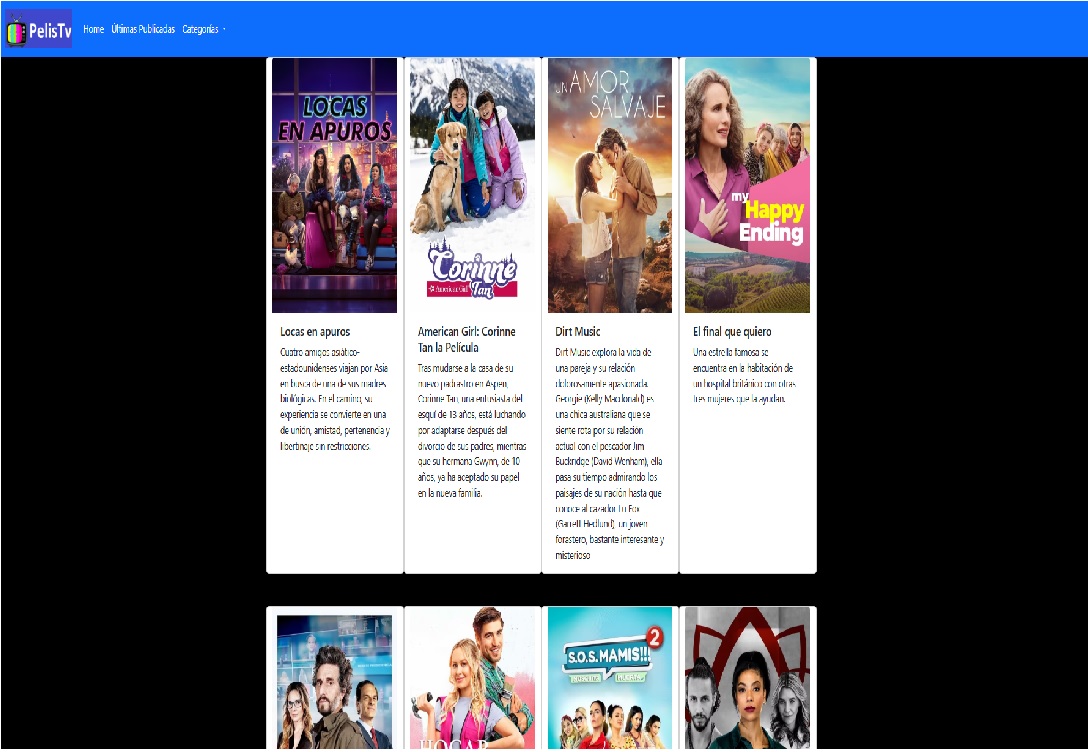 PelisTv
Home
Últimas Publicadas
Categorías
LOCAS
EN APUROS
Corinne
American Girl
Tan
UN AMOR
SALVAJE
my
Happy
Ending
Locas en apuros
Cuatro amigos asiático-
estadounidenses viajan por Asia
en busca de una de sus madres
biológicas. En el camino, su
experiencia se convierte en una
de unión, amistad, pertenencia y
libertinaje sin restricciones.
American Girl: Corinne
Tan la Película
Tras mudarse a la casa de su
nuevo padrastro en Aspen,
Corinne Tan, una entusiasta del
esquí de 13 años, está luchando
por adaptarse después del
divorcio de sus padres, mientras
que su hermana Gwynn, de 10
años, ya ha aceptado su papel
en la nueva familia.
Dirt Music
Dirt Music explora la vida de
una pareja y su relación
dolorosamente apasionada.
Georgie (Kelly Macdonald) es
una chica australiana que se
siente rota por su relacion
actual con el pescador Jim
Buckridge (David Wenham), ella
pasa su tiempo admirando los
paisajes de su nación hasta que
conoce al cazador Lu Fox
(Garrett Hedlund), un joven
forastero, bastante interesante y
misterioso
El final que quiero
Una estrella famosa se
encuentra en la habitación de
un hospital británico con otras
tres mujeres que la ayudan.
HOGAR
S.O.S. MAMIS!!!
2